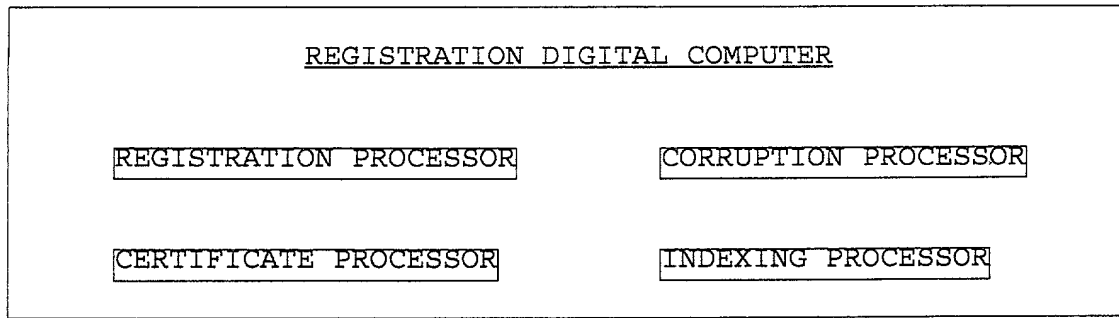 REGISTRATION DIGITAL COMPUTER
REGISTRATION PROCESSOR CORRUPTION PROCESSOR
CERTIFICATE PROCESSOR INDEXING PROCESSOR